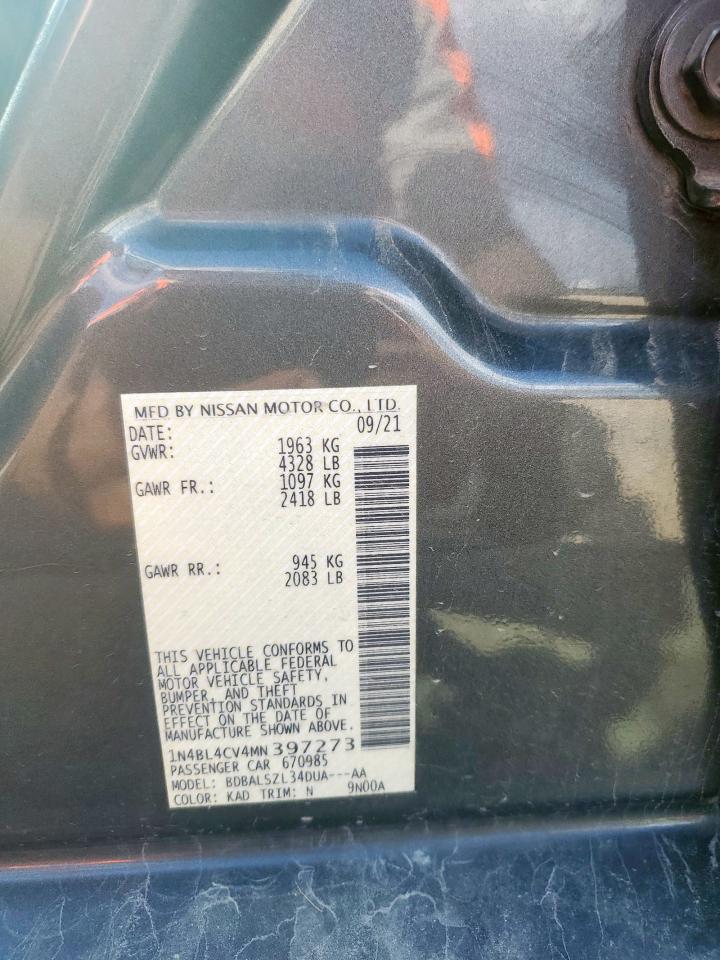 MFD BY NISSAN MOTOR CO., LTD.
DATE: 09/21
GVWR: 1963 KG
4328 LB
GAWR FR.: 1097 KG
2418 LB
GAWR RR.: 945 KG
2083 LB
THIS VEHICLE CONFORMS TO
ALL APPLICABLE FEDERAL
MOTOR VEHICLE SAFETY,
BUMPER, AND THEFT
PREVENTION STANDARDS IN
EFFECT ON THE DATE OF
MANUFACTURE SHOWN ABOVE.
1N4BL4CV4MN397273
PASSENGER CAR 670985
MODEL: BDBALSZL34DUA---AA
COLOR: KAD TRIM: N 9N00A